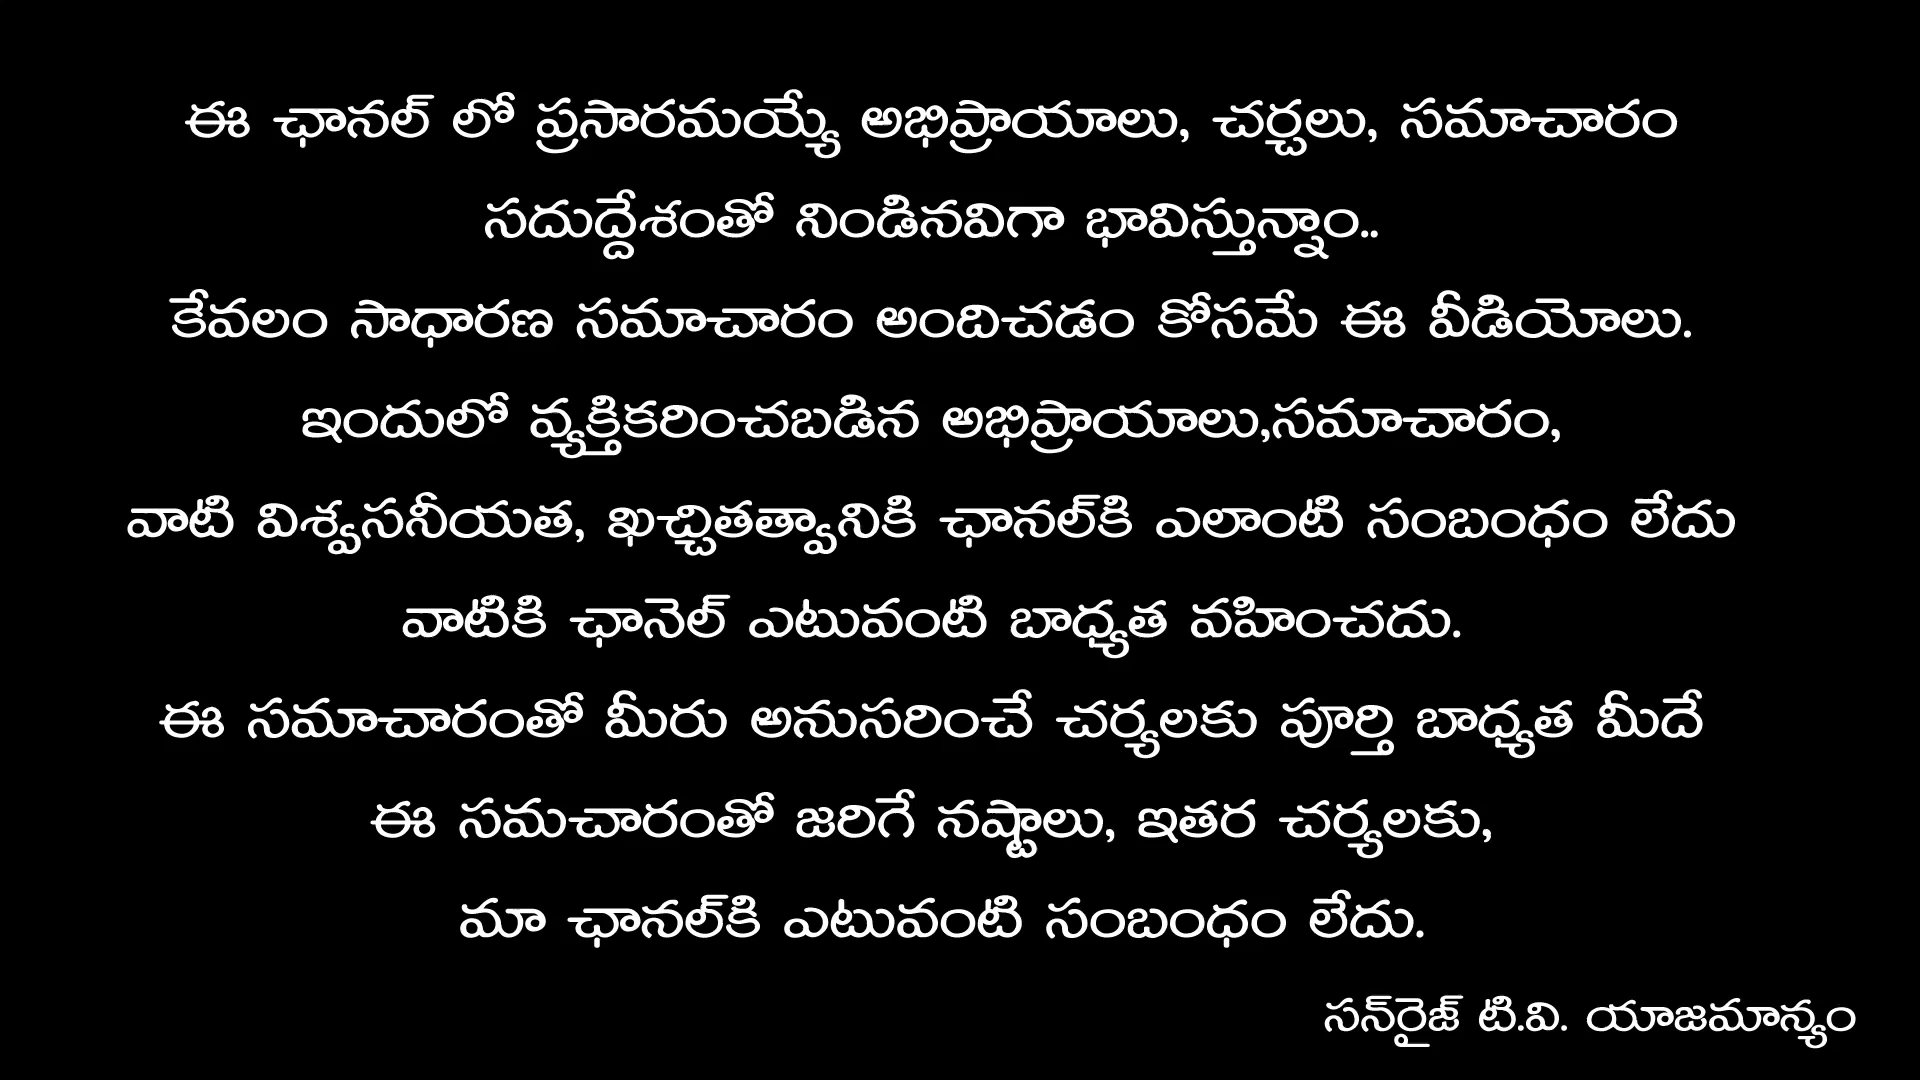 ఈ ఛానల్ లో ప్రసారమయ్యే అభిప్రాయాలు, చర్చలు, సమాచారం
సదుద్దేశంతో నిండినవిగా భావిస్తున్నాం..
కేవలం సాధారణ సమాచారం అందిచడం కోసమే ఈ వీడియోలు.
ఇందులో వ్యక్తికరించబడిన అభిప్రాయాలు,సమాచారం,
వాటి విశ్వసనీయత, ఖచ్చితత్వానికి ఛానల్‌కి ఎలాంటి సంబంధం లేదు
వాటికి ఛానెల్ ఎటువంటి బాధ్యత వహించదు.
ఈ సమాచారంతో మీరు అనుసరించే చర్యలకు పూర్తి బాధ్యత మీదే
ఈ సమచారంతో జరిగే నష్టాలు, ఇతర చర్యలకు,
మా ఛానల్‌కి ఎటువంటి సంబంధం లేదు.
సన్‌రైజ్ టి.వి. యాజమాన్యం